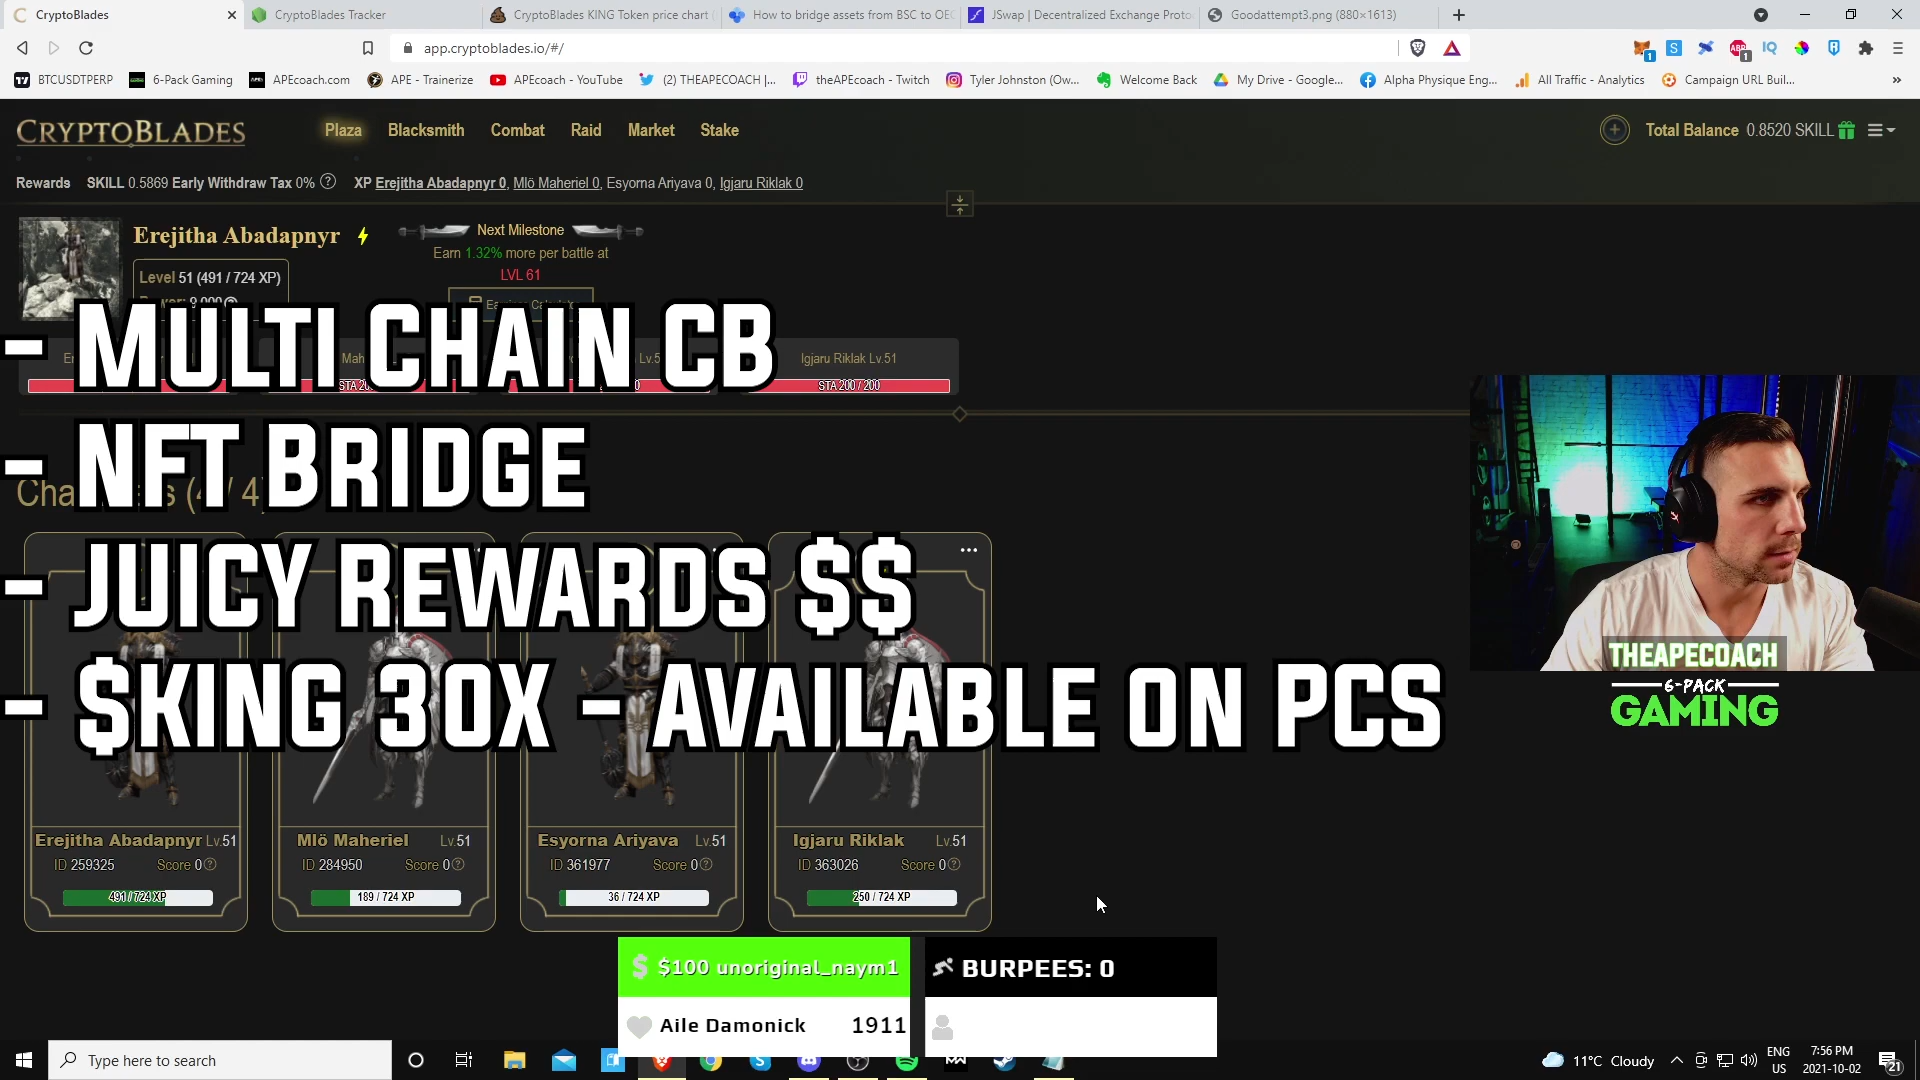 CryptoBlades
CryptoBlades Tracker
CryptoBlades KING Token price chart
How to bridge assets from BSC to OEC
JSwap | Decentralized Exchange Proto
Goodattempt3.png (880×1613)
app.cryptoblades.io/#/
BTCUSDTPERP
6-Pack Gaming
APEcoach.com
APE - Trainerize
APEcoach - YouTube
(2) THEAPECOACH |...
theAPEcoach - Twitch
Tyler Johnston (Ow...
Welcome Back
My Drive - Google...
Alpha Physique Eng...
All Traffic - Analytics
Campaign URL Buil...
CRYPTOBLADES
Plaza
Blacksmith
Combat
Raid
Market
Stake
Total Balance 0.8520 SKILL
Rewards SKILL 0.5869 Early Withdraw Tax 0% XP Erejitha Abadapnyr 0, Mlö Maheriel 0, Esyorna Ariyava 0, Igjaru Riklak 0
Erejitha Abadapnyr
Level 51 (491 / 724 XP)
Next Milestone
Earn 1.32% more per battle at
LVL 61
Igjaru Riklak Lv.51
STA 200 / 200
- MULTI CHAIN CB
- NFT BRIDGE
- JUICY REWARDS $$
- $KING 30X - AVAILABLE ON PCS
THEAPECOACH
6-PACK
GAMING
Erejitha Abadapnyr Lv.51
ID 259325 Score 0
491 / 724 XP
Mlö Maheriel Lv.51
ID 284950 Score 0
189 / 724 XP
Esyorna Ariyava Lv.51
ID 361977 Score 0
36 / 724 XP
Igjaru Riklak Lv.51
ID 363026 Score 0
250 / 724 XP
$100 unoriginal_naym1
BURPEES: 0
Aile Damonick 1911
Type here to search
11°C Cloudy
ENG
US
7:56 PM
2021-10-02
21